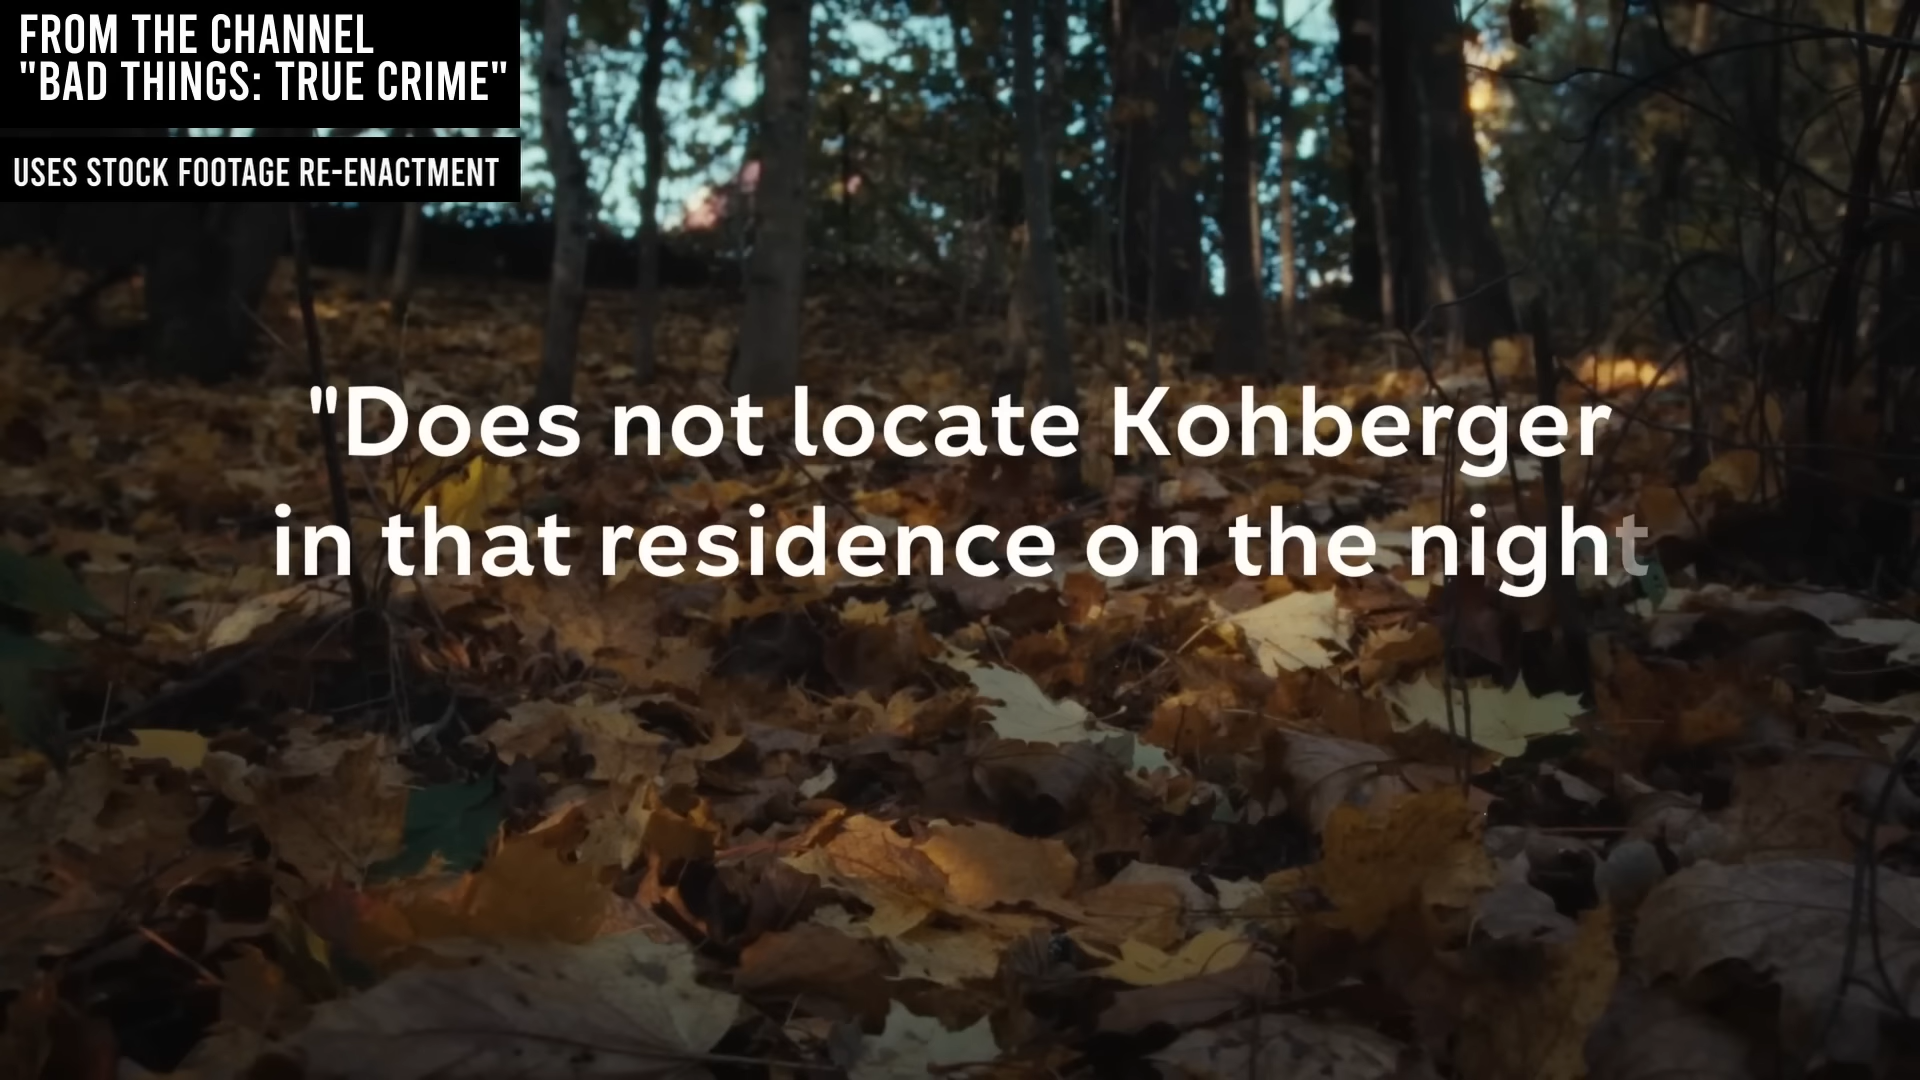 FROM THE CHANNEL
"BAD THINGS: TRUE CRIME"
USES STOCK FOOTAGE RE-ENACTMENT
"Does not locate Kohberger
in that residence on the night